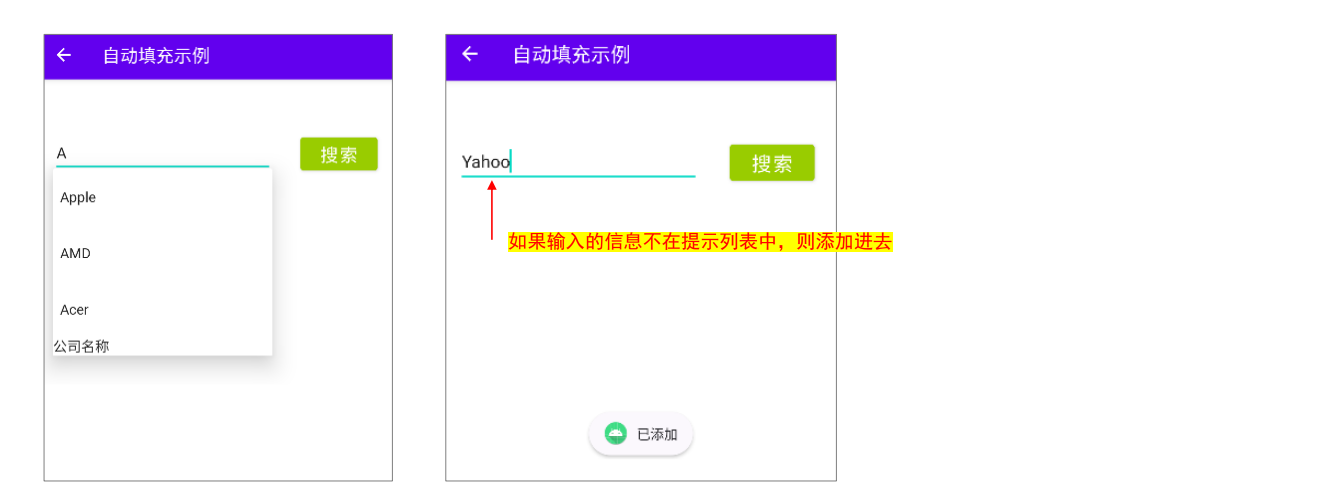 自动填充示例
A
搜索
Apple
AMD
Acer
公司名称
自动填充示例
Yahoo
搜索
如果输入的信息不在提示列表中，则添加进去
已添加